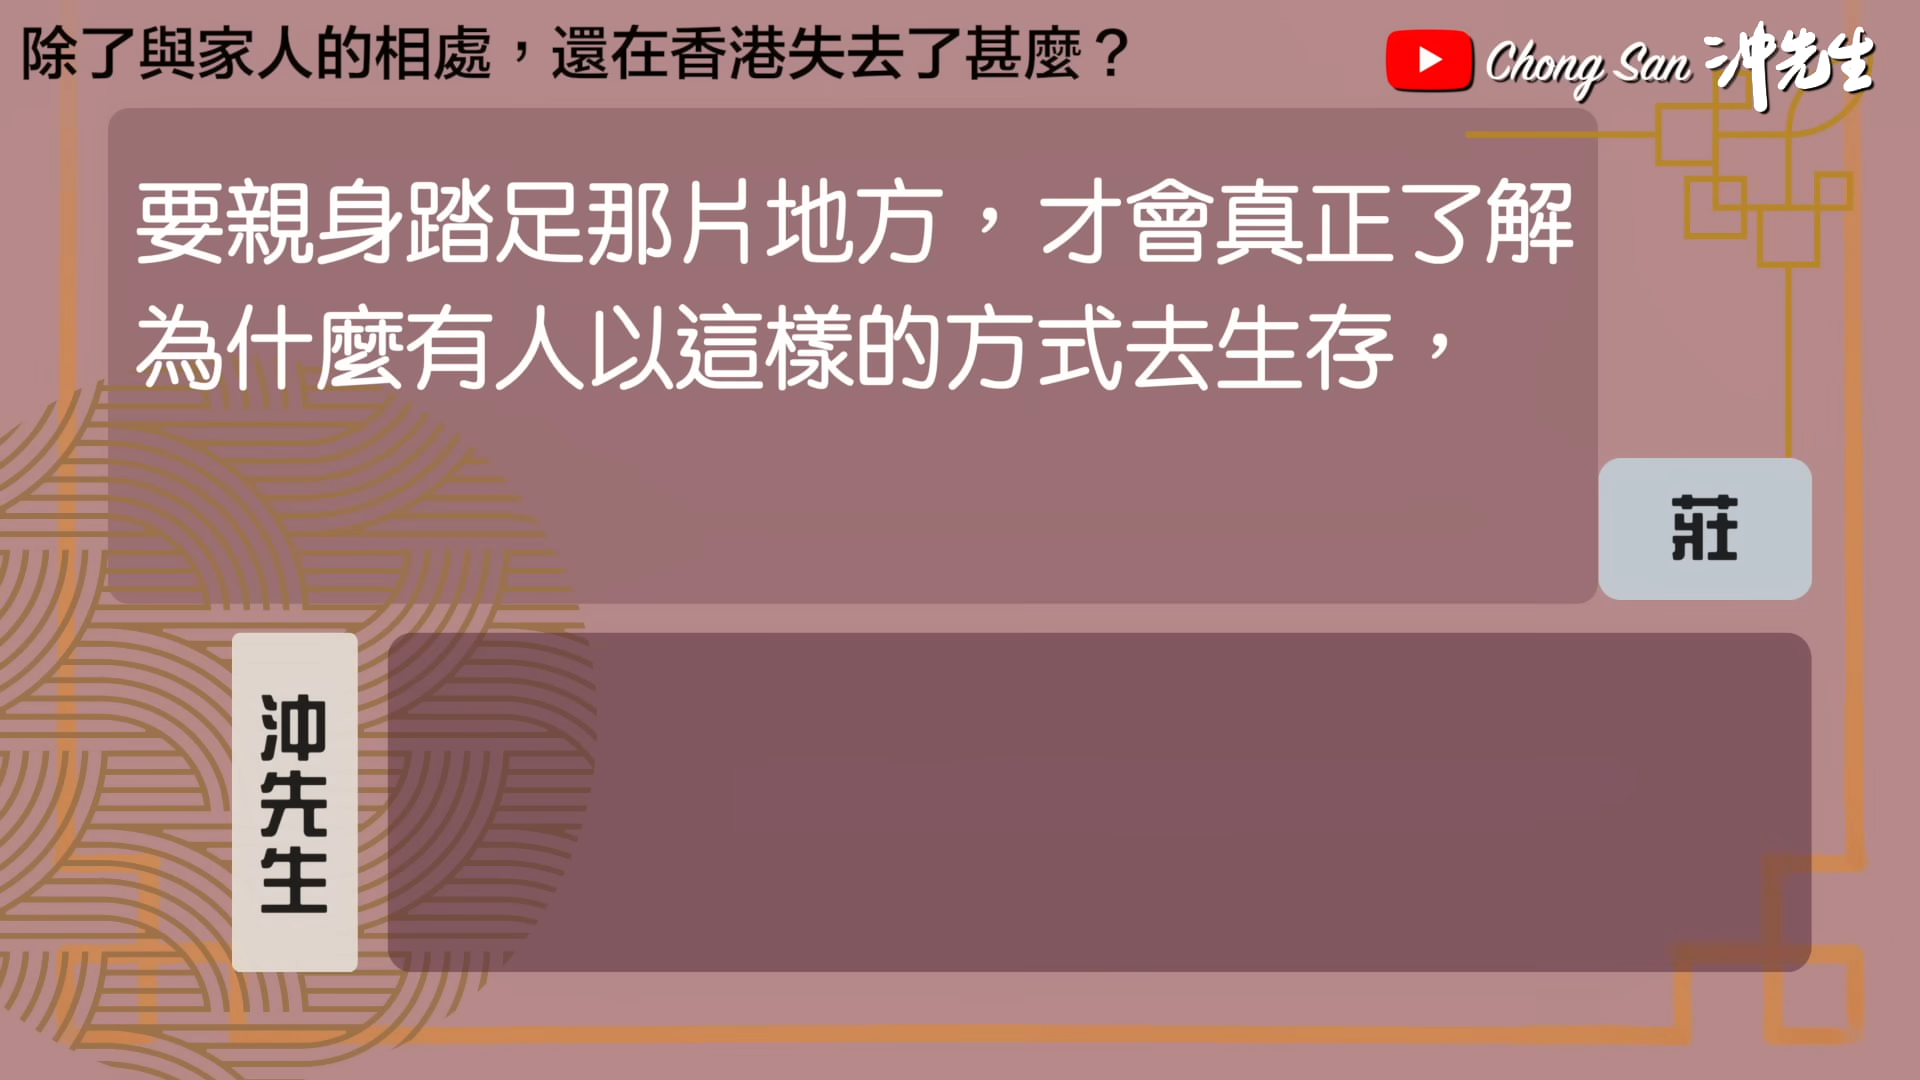 除了與家人的相處，還在香港失去了甚麼？
Chong San 沖先生
要親身踏足那片地方，才會真正了解
為什麼有人以這樣的方式去生存，
莊
沖先生